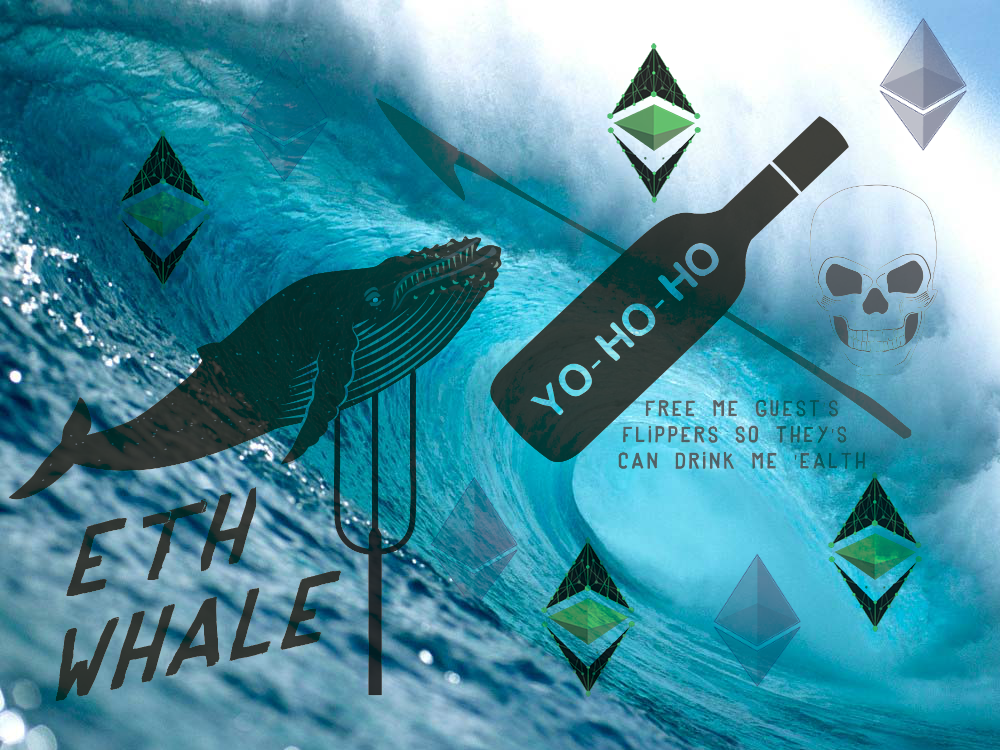 YO-HO-HO
FREE ME GUEST'S
FLIPPERS SO THEY'S
CAN DRINK ME 'EALTH
ETH
WHALE